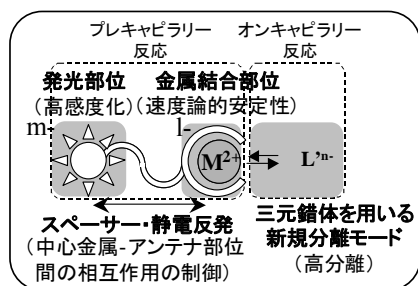 プレキャピラリー
反応
オンキャピラリー
反応
発光部位
(高感度化)
金属結合部位
(速度論的安定性)
m-
l-
M2+
L'n-
スペーサー・静電反発
(中心金属-アンテナ部位
間の相互作用の制御)
三元錯体を用いる
新規分離モード
(高分離)